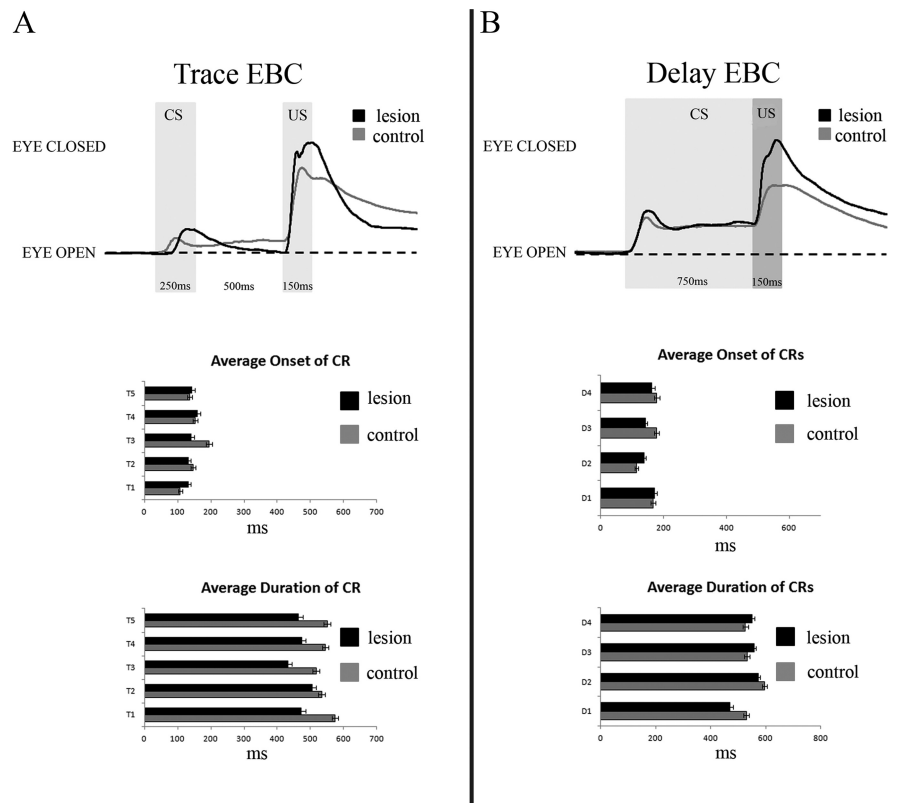 A
Trace EBC
CS
US
lesion
control
EYE CLOSED
EYE OPEN
250ms
500ms
150ms
Average Onset of CR
T5
T4
T3
T2
T1
lesion
control
0 100 200 300 400 500 600 700
ms
Average Duration of CR
T5
T4
T3
T2
T1
lesion
control
0 100 200 300 400 500 600 700
ms
B
Delay EBC
CS
US
lesion
control
EYE CLOSED
EYE OPEN
750ms
150ms
Average Onset of CRs
D4
D3
D2
D1
lesion
control
0 200 400 600
ms
Average Duration of CRs
D4
D3
D2
D1
lesion
control
0 200 400 600 800
ms